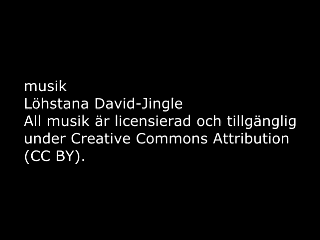 musik
Löhstana David-Jingle
All musik är licensierad och tillgänglig
under Creative Commons Attribution
(CC BY).